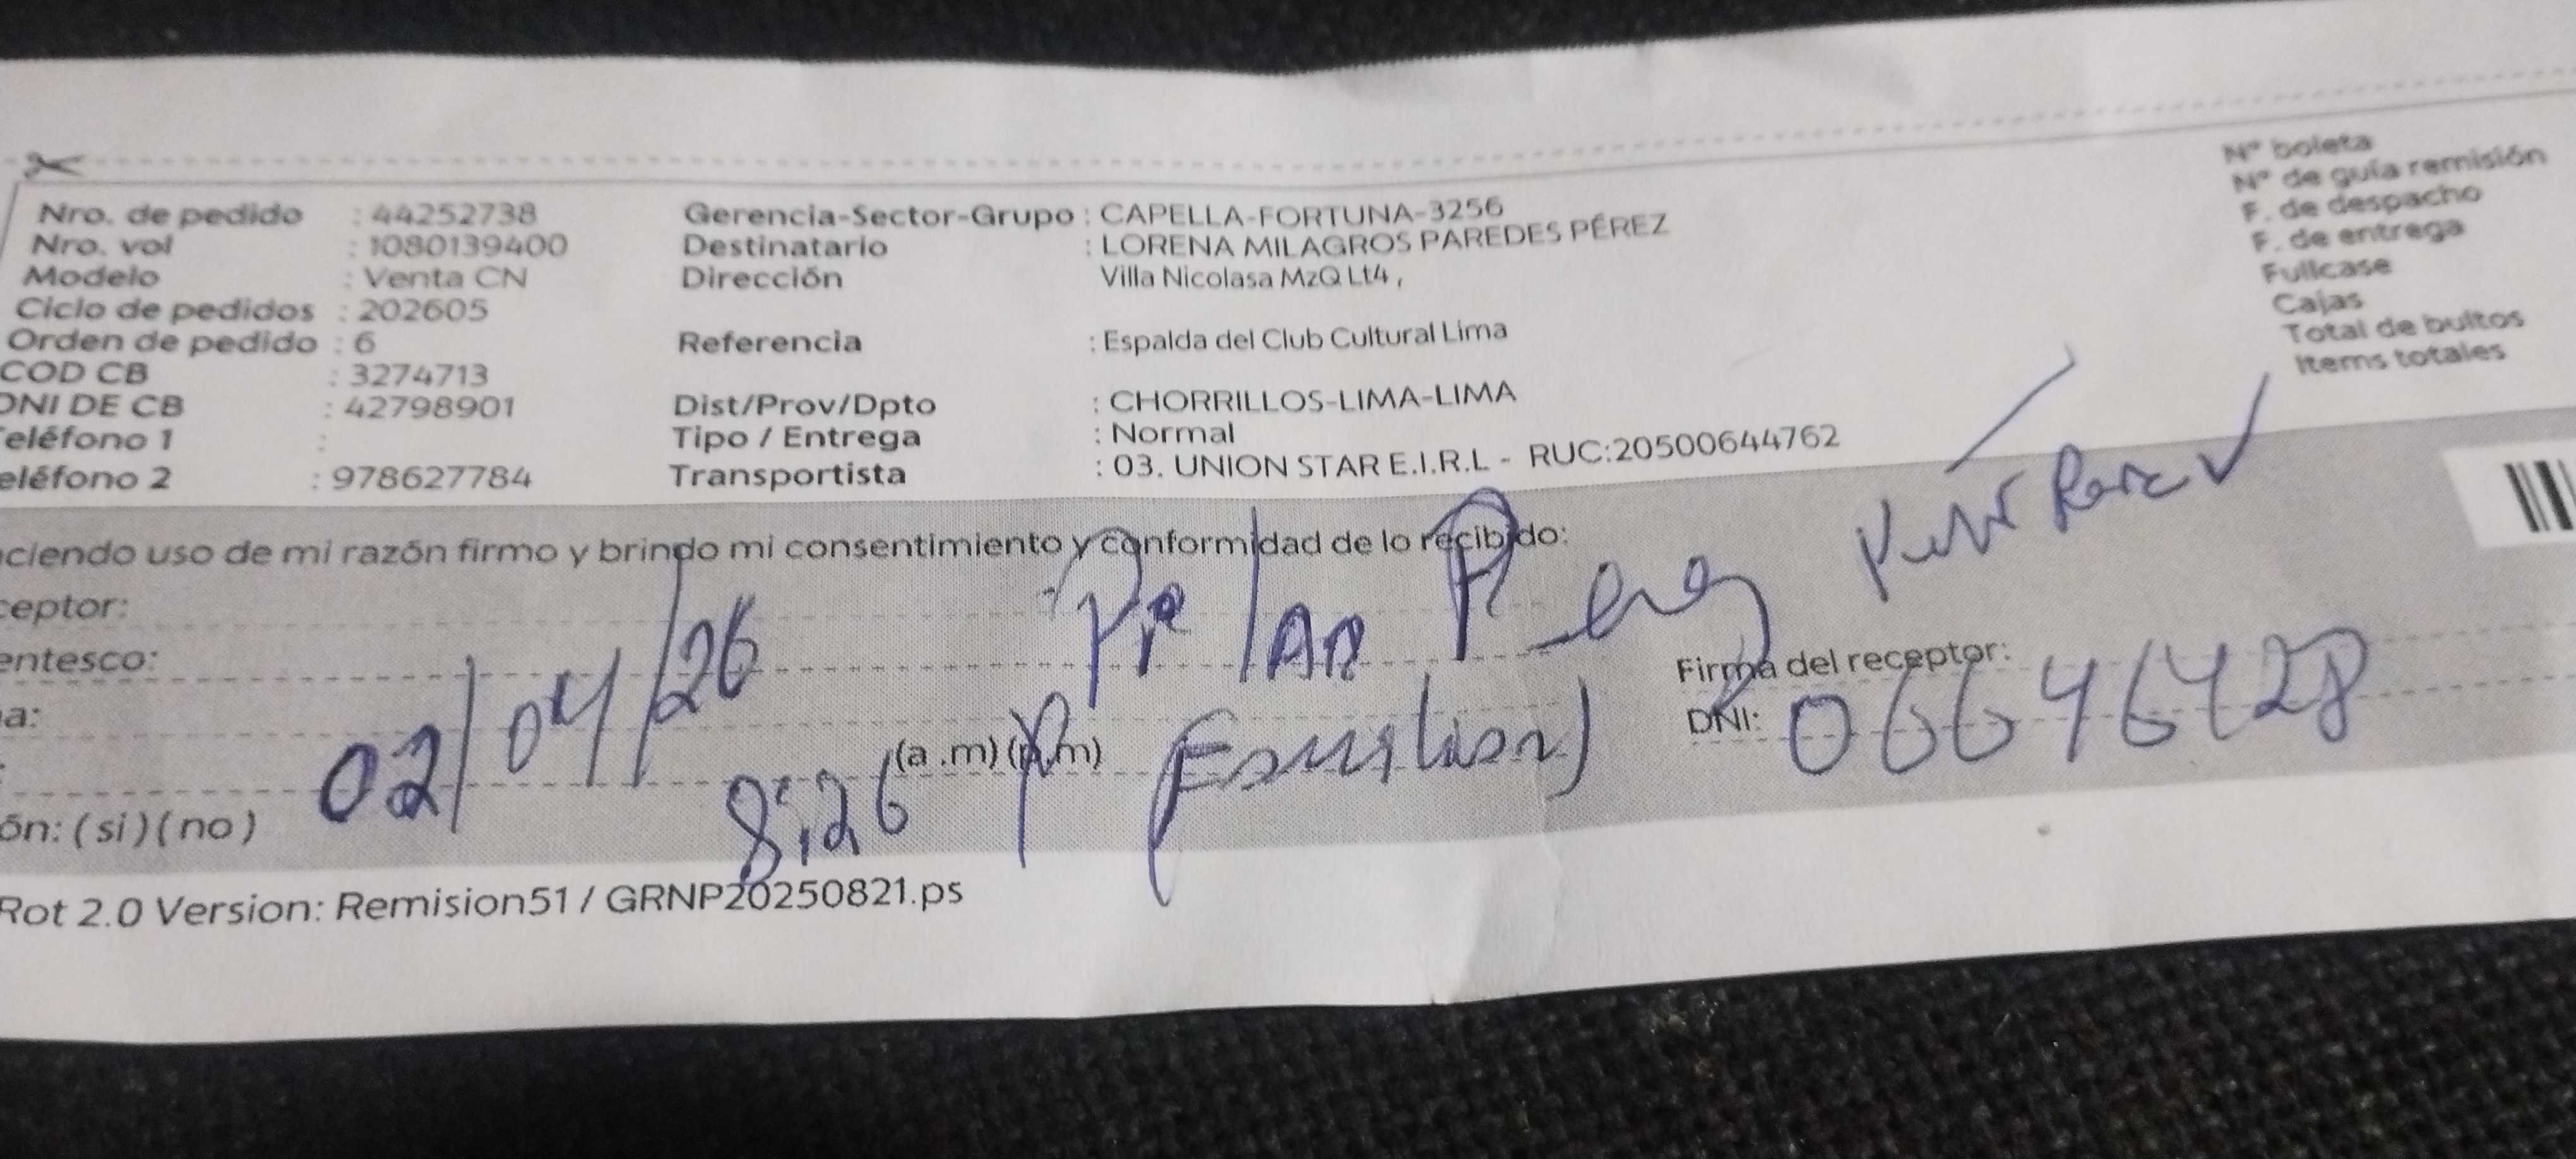 Nro. de pedido : 44252738
Nro. vol : 1080139400
Modelo : Venta CN
Ciclo de pedidos : 202605
Orden de pedido : 6
COD CB : 3274713
DNI DE CB : 42798901
Teléfono 1 :
eléfono 2 : 978627784
Gerencia-Sector-Grupo : CAPELLA-FORTUNA-3256
Destinatario : LORENA MILAGROS PAREDES PÉREZ
Dirección Villa Nicolasa MzQ Lt4 ,
Referencia : Espalda del Club Cultural Lima
Dist/Prov/Dpto : CHORRILLOS-LIMA-LIMA
Tipo / Entrega : Normal
Transportista : 03. UNION STAR E.I.R.L - RUC:20500644762
N° boleta
N° de guía remisión
F. de despacho
F. de entrega
Fullcase
Cajas
Total de bultos
Items totales
ciendo uso de mi razón firmo y brindo mi consentimiento y conformidad de lo recibido:
ceptor: Pilar Perez
entesco:
a: 02/04/26
8:26 (a .m) (p.m) (Familiar)
Firma del receptor:
DNI: 06646428
ón: ( si ) ( no )
Rot 2.0 Version: Remision51 / GRNP20250821.ps